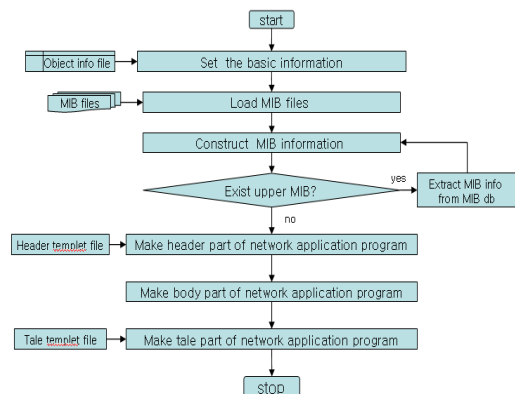 start
Object info file
Set the basic information
MIB files
Load MIB files
Construct MIB information
Exist upper MIB?
yes
Extract MIB info
from MIB db
no
Header templet file
Make header part of network application program
Make body part of network application program
Tale templet file
Make tale part of network application program
stop